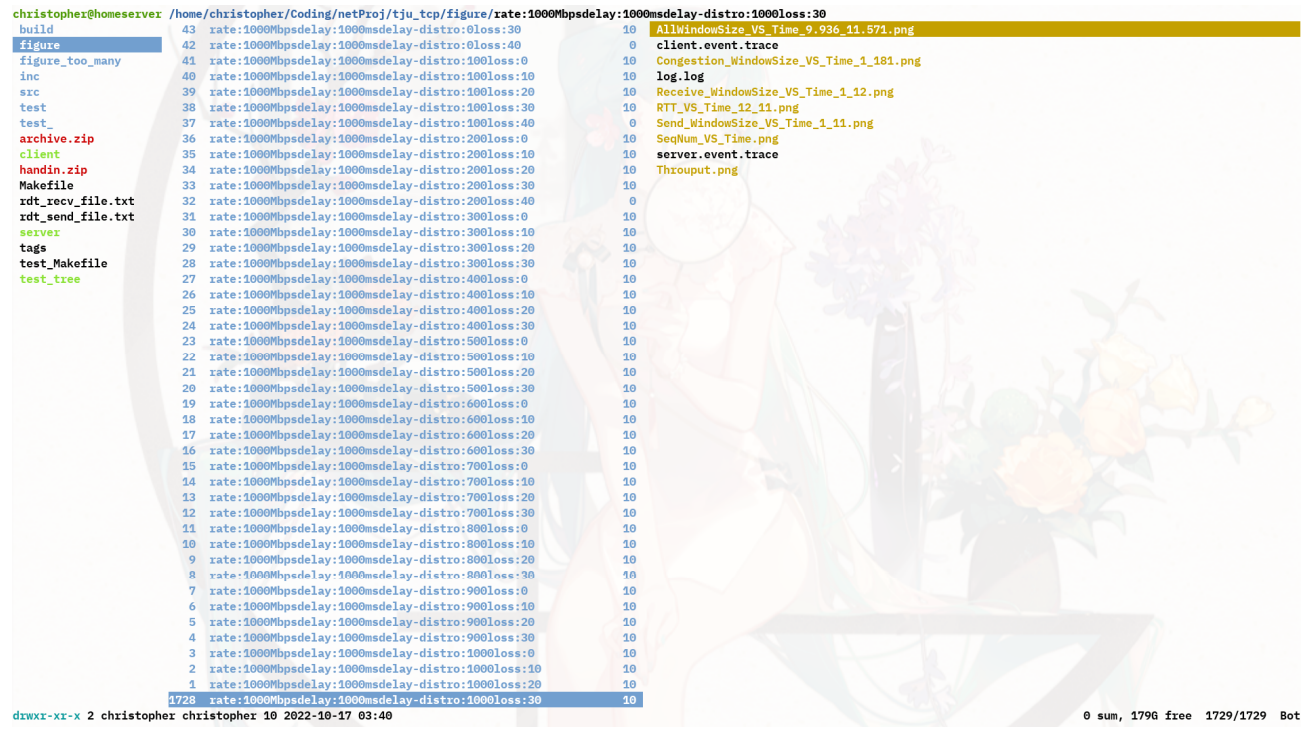 christopher@homeserver /home/christopher/Coding/netProj/tju_tcp/figure/rate:1000Mbpsdelay:1000msdelay-distro:1000loss:30
build 43 rate:1000Mbpsdelay:1000msdelay-distro:0loss:30 10 AllWindowSize_VS_Time_9.936_11.571.png
figure 42 rate:1000Mbpsdelay:1000msdelay-distro:0loss:40 0 client.event.trace
figure_too_many 41 rate:1000Mbpsdelay:1000msdelay-distro:100loss:0 10 Congestion_WindowSize_VS_Time_1_181.png
inc 40 rate:1000Mbpsdelay:1000msdelay-distro:100loss:10 10 log.log
src 39 rate:1000Mbpsdelay:1000msdelay-distro:100loss:20 10 Receive_WindowSize_VS_Time_1_12.png
test 38 rate:1000Mbpsdelay:1000msdelay-distro:100loss:30 10 RTT_VS_Time_12_11.png
test_ 37 rate:1000Mbpsdelay:1000msdelay-distro:100loss:40 0 Send_WindowSize_VS_Time_1_11.png
archive.zip 36 rate:1000Mbpsdelay:1000msdelay-distro:200loss:0 10 SeqNum_VS_Time.png
client 35 rate:1000Mbpsdelay:1000msdelay-distro:200loss:10 10 server.event.trace
handin.zip 34 rate:1000Mbpsdelay:1000msdelay-distro:200loss:20 10 Throuput.png
Makefile 33 rate:1000Mbpsdelay:1000msdelay-distro:200loss:30 10
rdt_recv_file.txt 32 rate:1000Mbpsdelay:1000msdelay-distro:200loss:40 0
rdt_send_file.txt 31 rate:1000Mbpsdelay:1000msdelay-distro:300loss:0 10
server 30 rate:1000Mbpsdelay:1000msdelay-distro:300loss:10 10
tags 29 rate:1000Mbpsdelay:1000msdelay-distro:300loss:20 10
test_Makefile 28 rate:1000Mbpsdelay:1000msdelay-distro:300loss:30 10
test_tree 27 rate:1000Mbpsdelay:1000msdelay-distro:400loss:0 10
26 rate:1000Mbpsdelay:1000msdelay-distro:400loss:10 10
25 rate:1000Mbpsdelay:1000msdelay-distro:400loss:20 10
24 rate:1000Mbpsdelay:1000msdelay-distro:400loss:30 10
23 rate:1000Mbpsdelay:1000msdelay-distro:500loss:0 10
22 rate:1000Mbpsdelay:1000msdelay-distro:500loss:10 10
21 rate:1000Mbpsdelay:1000msdelay-distro:500loss:20 10
20 rate:1000Mbpsdelay:1000msdelay-distro:500loss:30 10
19 rate:1000Mbpsdelay:1000msdelay-distro:600loss:0 10
18 rate:1000Mbpsdelay:1000msdelay-distro:600loss:10 10
17 rate:1000Mbpsdelay:1000msdelay-distro:600loss:20 10
16 rate:1000Mbpsdelay:1000msdelay-distro:600loss:30 10
15 rate:1000Mbpsdelay:1000msdelay-distro:700loss:0 10
14 rate:1000Mbpsdelay:1000msdelay-distro:700loss:10 10
13 rate:1000Mbpsdelay:1000msdelay-distro:700loss:20 10
12 rate:1000Mbpsdelay:1000msdelay-distro:700loss:30 10
11 rate:1000Mbpsdelay:1000msdelay-distro:800loss:0 10
10 rate:1000Mbpsdelay:1000msdelay-distro:800loss:10 10
9 rate:1000Mbpsdelay:1000msdelay-distro:800loss:20 10
8 rate:1000Mbpsdelay:1000msdelay-distro:800loss:30 10
7 rate:1000Mbpsdelay:1000msdelay-distro:900loss:0 10
6 rate:1000Mbpsdelay:1000msdelay-distro:900loss:10 10
5 rate:1000Mbpsdelay:1000msdelay-distro:900loss:20 10
4 rate:1000Mbpsdelay:1000msdelay-distro:900loss:30 10
3 rate:1000Mbpsdelay:1000msdelay-distro:1000loss:0 10
2 rate:1000Mbpsdelay:1000msdelay-distro:1000loss:10 10
1 rate:1000Mbpsdelay:1000msdelay-distro:1000loss:20 10
1728 rate:1000Mbpsdelay:1000msdelay-distro:1000loss:30 10
drwxr-xr-x 2 christopher christopher 10 2022-10-17 03:40 0 sum, 179G free 1729/1729 Bot